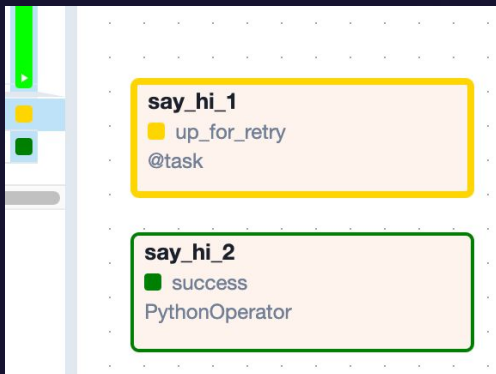 say_hi_1
up_for_retry
@task
say_hi_2
success
PythonOperator